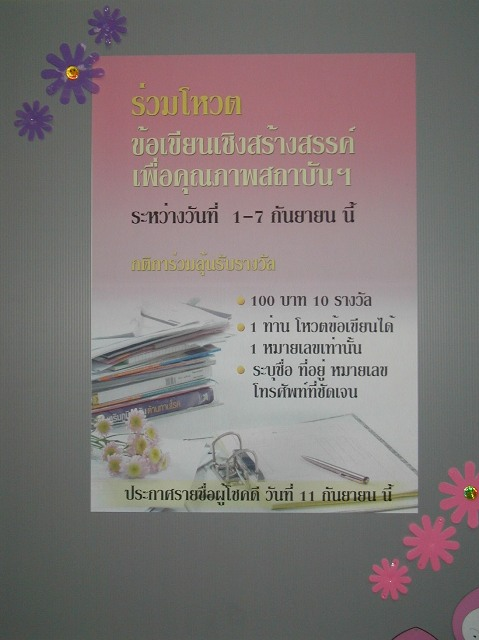 ร่วมโหวต
ข้อเขียนเชิงสร้างสรรค์
เพื่อคุณภาพสถาบันฯ
ระหว่างวันที่ 1-7 กันยายน นี้
กติการ่วมลุ้นรับรางวัล
100 บาท 10 รางวัล
1 ท่าน โหวตข้อเขียนได้
1 หมายเลขเท่านั้น
ระบุชื่อ ที่อยู่ หมายเลข
โทรศัพท์ที่ชัดเจน
ประกาศรายชื่อผู้โชคดี วันที่ 11 กันยายน นี้